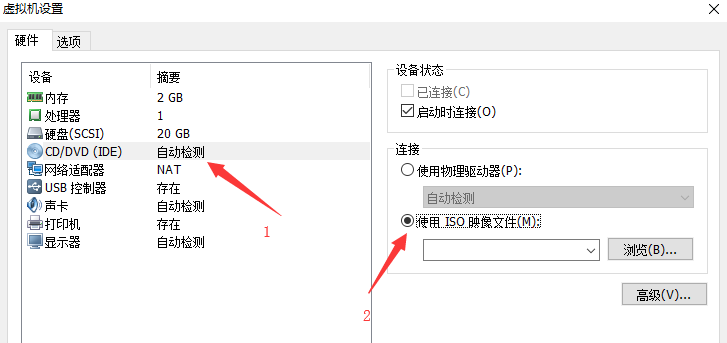 虚拟机设置
硬件 选项
设备 摘要
内存 2 GB
处理器 1
硬盘(SCSI) 20 GB
CD/DVD (IDE) 自动检测
网络适配器 NAT
USB 控制器 存在
声卡 自动检测
打印机 存在
显示器 自动检测
1
设备状态
已连接(C)
启动时连接(O)
连接
使用物理驱动器(P):
自动检测
使用 ISO 映像文件(M):
浏览(B)...
2
高级(V)...